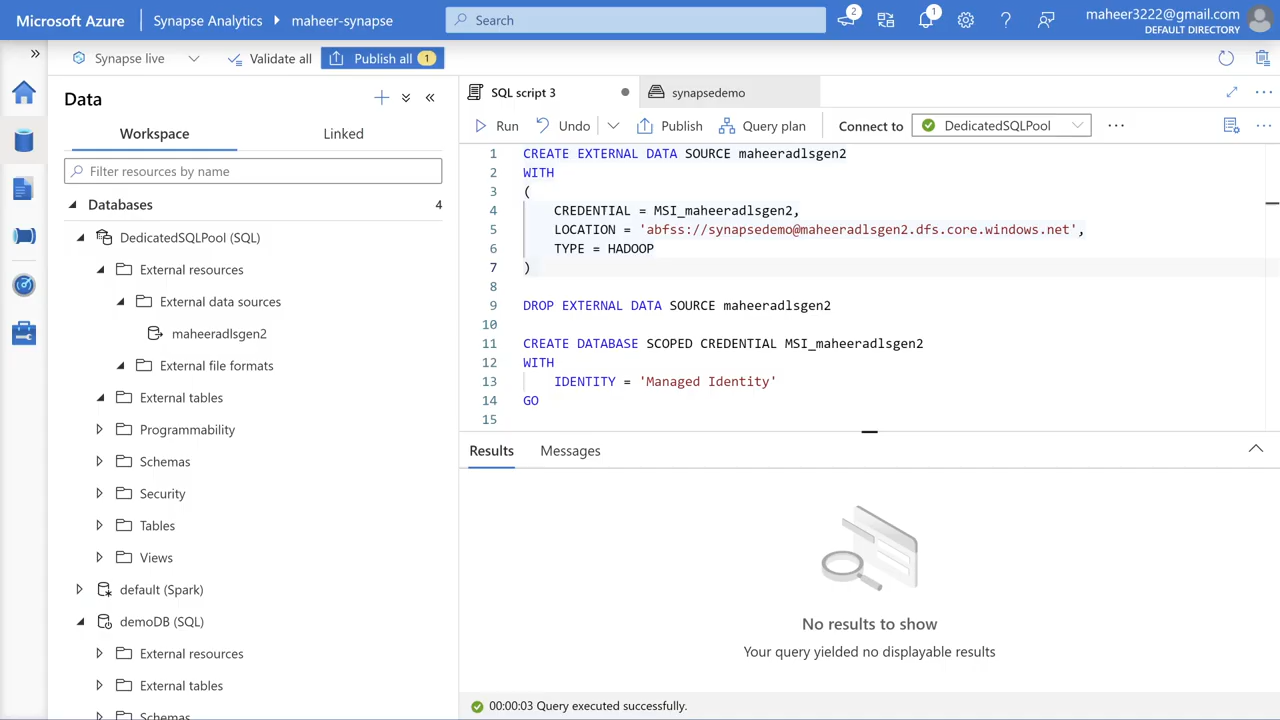 Microsoft Azure
Synapse Analytics
maheer-synapse
Search
2
1
maheer3222@gmail.com
DEFAULT DIRECTORY
Synapse live
Validate all
Publish all 1
Data
Workspace
Linked
Filter resources by name
Databases
4
DedicatedSQLPool (SQL)
External resources
External data sources
maheeradlsgen2
External file formats
External tables
Programmability
Schemas
Security
Tables
Views
default (Spark)
demoDB (SQL)
External resources
External tables
Schemas
SQL script 3
synapsedemo
Run
Undo
Publish
Query plan
Connect to
DedicatedSQLPool
1 CREATE EXTERNAL DATA SOURCE maheeradlsgen2
2 WITH
3 (
4 CREDENTIAL = MSI_maheeradlsgen2,
5 LOCATION = 'abfss://synapsedemo@maheeradlsgen2.dfs.core.windows.net',
6 TYPE = HADOOP
7 )
8
9 DROP EXTERNAL DATA SOURCE maheeradlsgen2
10
11 CREATE DATABASE SCOPED CREDENTIAL MSI_maheeradlsgen2
12 WITH
13 IDENTITY = 'Managed Identity'
14 GO
15
Results
Messages
No results to show
Your query yielded no displayable results
00:00:03 Query executed successfully.